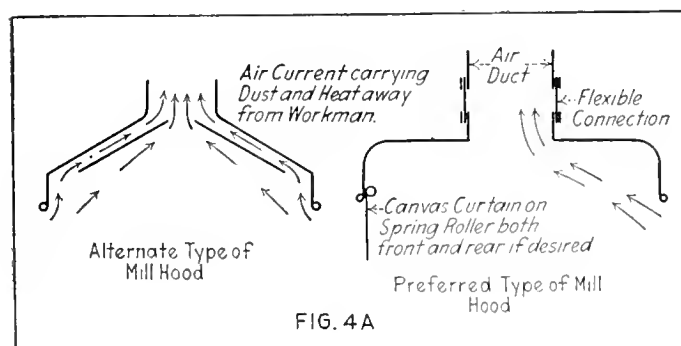 Air Current carrying
Dust and Heat away
from Workman.
Alternate Type of
Mill Hood
Air
Duct
Flexible
Connection
Canvas Curtain on
Spring Roller both
front and rear if desired
Preferred Type of Mill
Hood
FIG. 4A